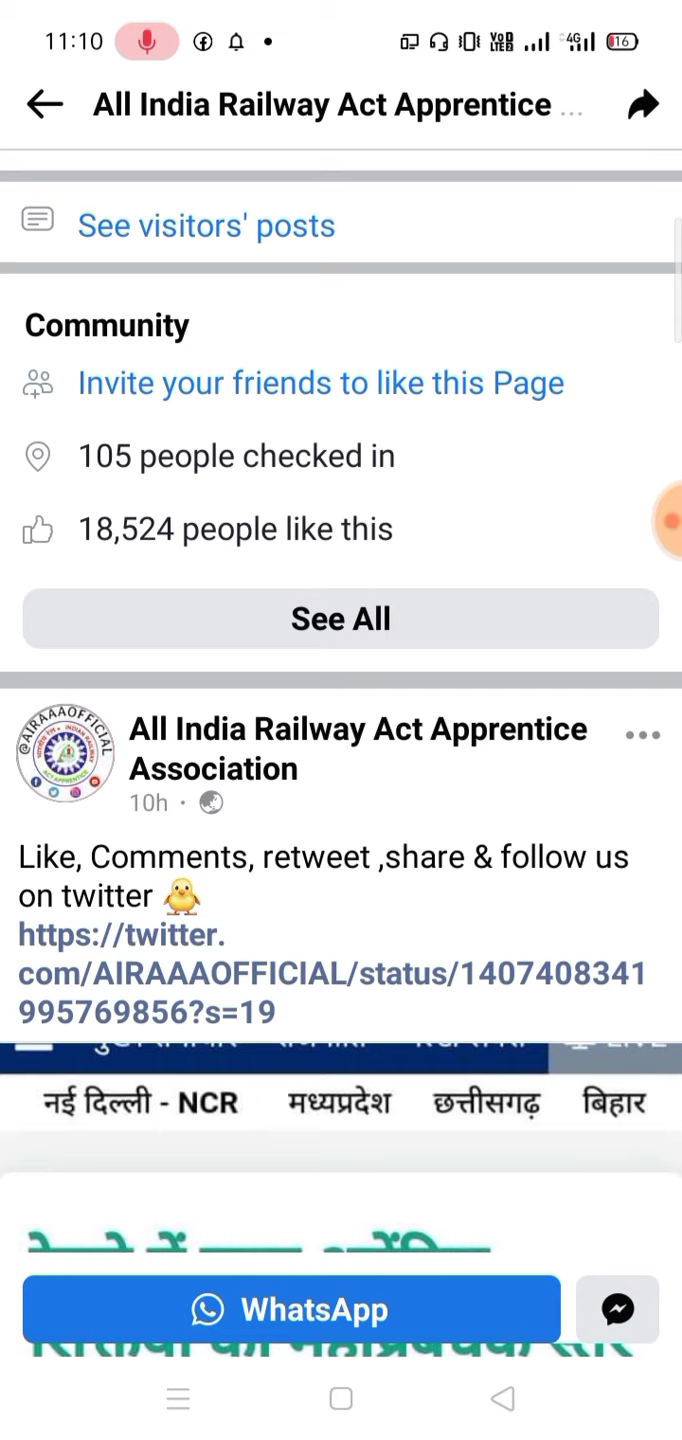 11:10
4G
16
All India Railway Act Apprentice ...
See visitors' posts
Community
Invite your friends to like this Page
105 people checked in
18,524 people like this
See All
@AIRAAAOFFICIAL
All India Railway Act Apprentice
Association
10h ·
Like, Comments, retweet ,share & follow us
on twitter 🐥
https://twitter.
com/AIRAAAOFFICIAL/status/1407408341
995769856?s=19
नई दिल्ली - NCR मध्यप्रदेश छत्तीसगढ़ बिहार
WhatsApp